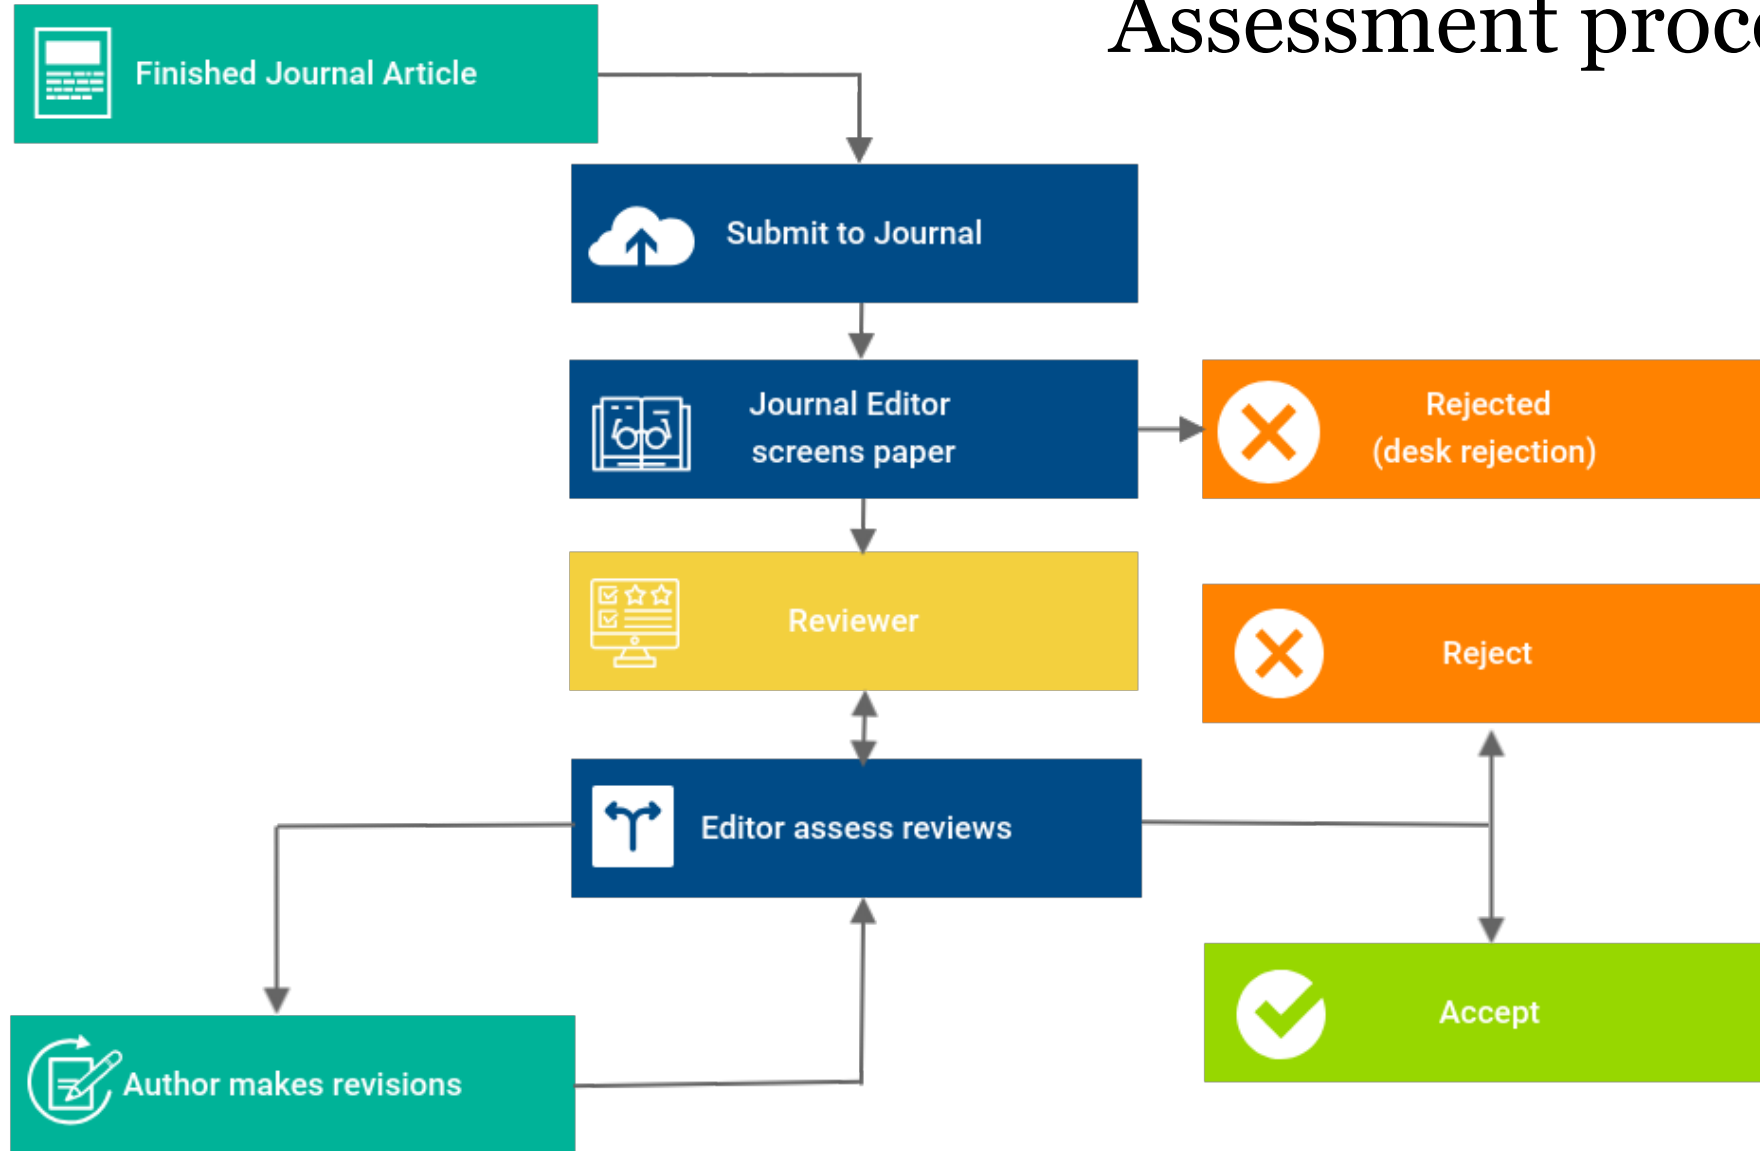 Assessment
Finished Journal Article
Submit to Journal
Journal Editor
screens paper
Rejected
(desk rejection)
Reviewer
Reject
Editor assess reviews
Accept
Author makes revisions